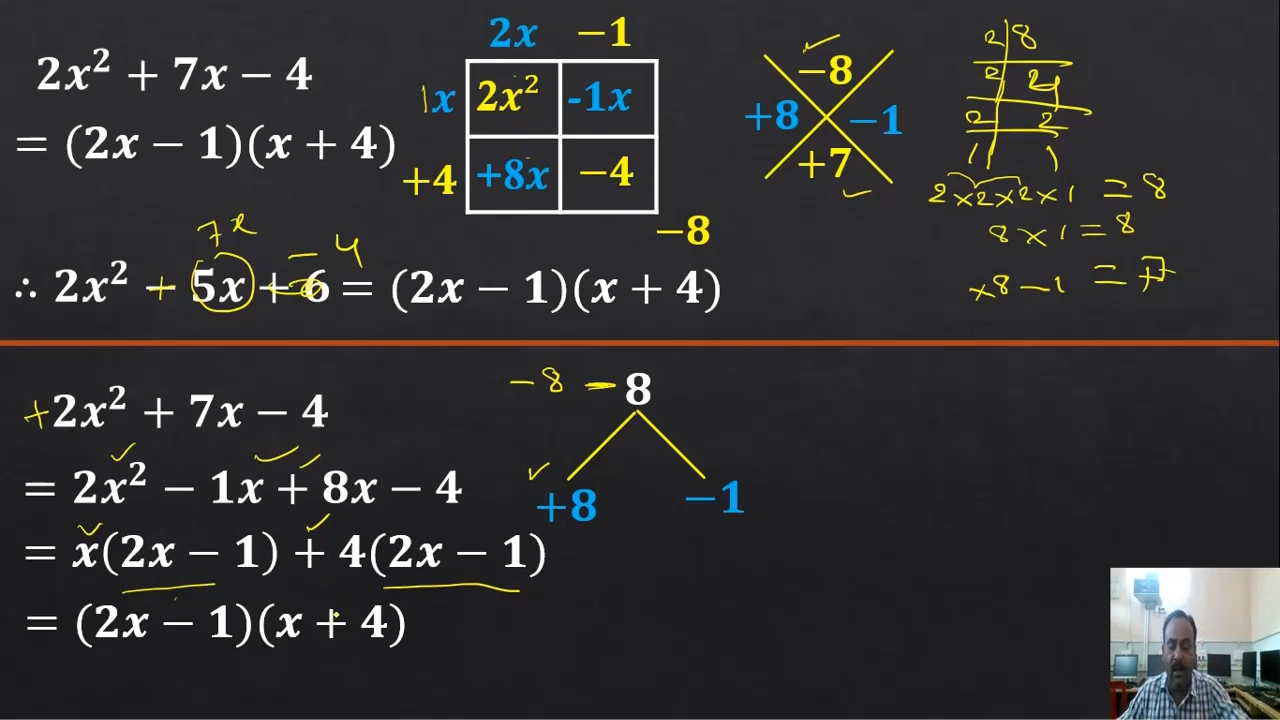 2x² + 7x − 4
= (2x − 1)(x + 4)
2x −1
1x 2x² -1x
+4 +8x −4
−8
−8
+8 −1
+7
2 8
2 4
2 2
1 1
2×2×2×1 = 8
8×1 = 8
+8−1 = +7
7x − 4
∴ 2x² − + 5x + 6 = (2x − 1)(x + 4)
+2x² + 7x − 4
= 2x² − 1x + 8x − 4
= x(2x − 1) + 4(2x − 1)
= (2x − 1)(x + 4)
−8 − 8
+8 −1